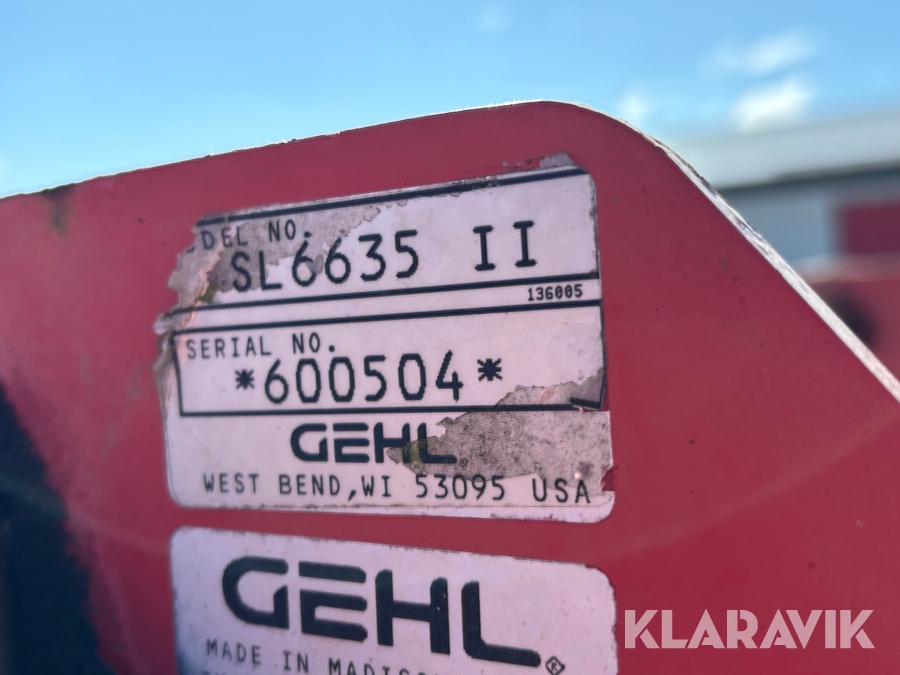 DEL NO.
SL6635 II
136005
SERIAL NO.
*600504*
GEHL
WEST BEND,WI 53095 USA
GEHL®
MADE IN
KLARAVIK